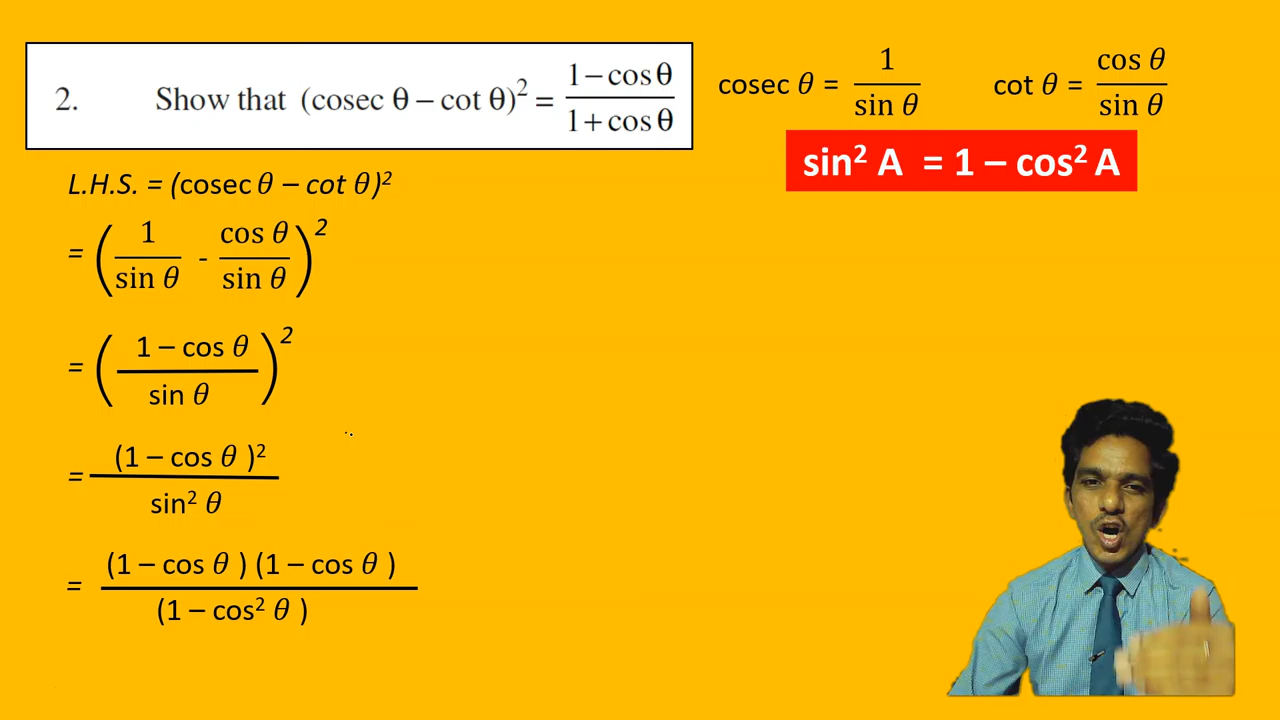 2. Show that (cosec θ – cot θ)² = (1 – cos θ)/(1 + cos θ)
cosec θ = 1/sin θ    cot θ = cos θ/sin θ
sin² A = 1 – cos² A
L.H.S. = (cosec θ – cot θ)²
= (1/sin θ - cos θ/sin θ)²
= ((1 – cos θ)/sin θ)²
= (1 – cos θ )²/sin² θ
= (1 – cos θ ) (1 – cos θ )/(1 – cos² θ )